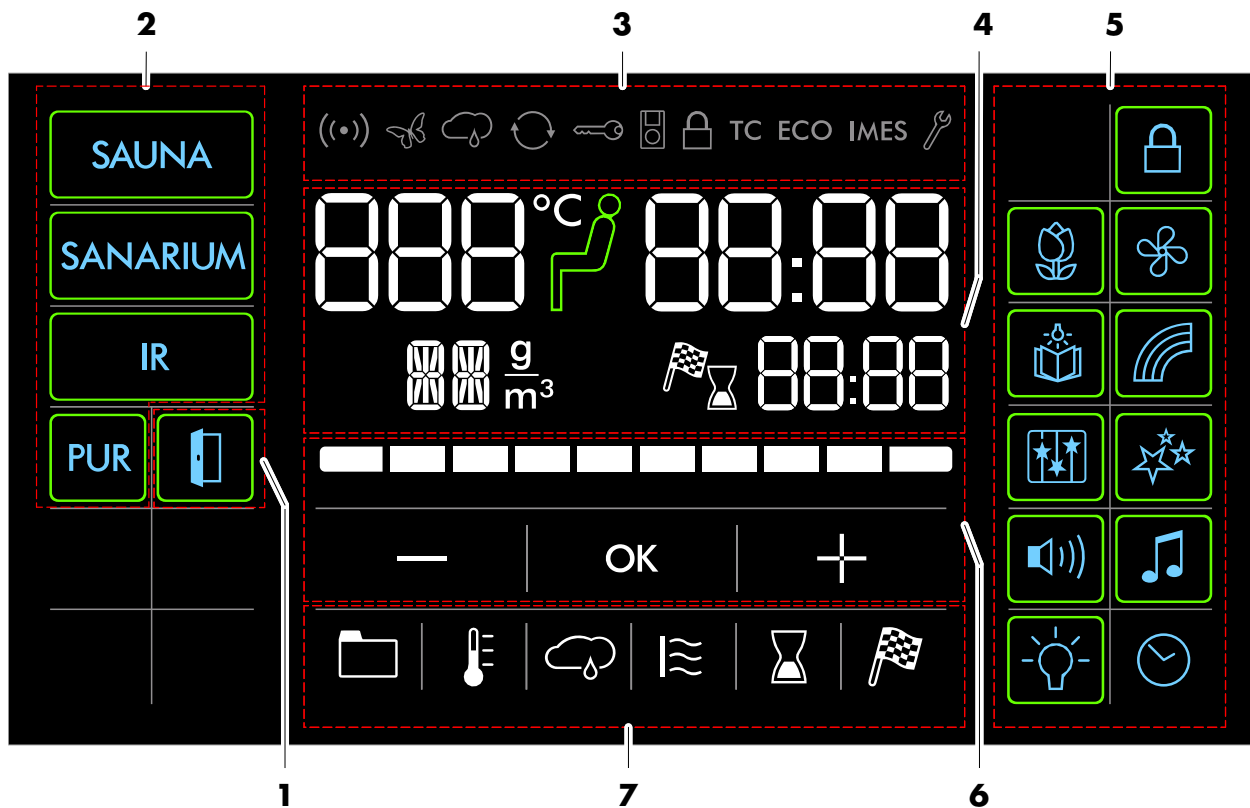 2 3 4 5
SAUNA
TC ECO IMES
SANARIUM
888 °C 88:88
IR
88 g/m³ 88:88
PUR
— OK +
1 7 6